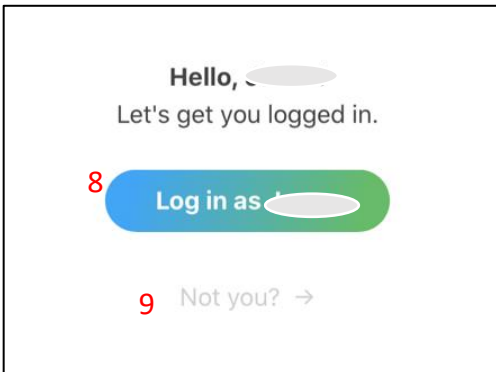 Hello,
Let's get you logged in.
8
Log in as
9
Not you? →